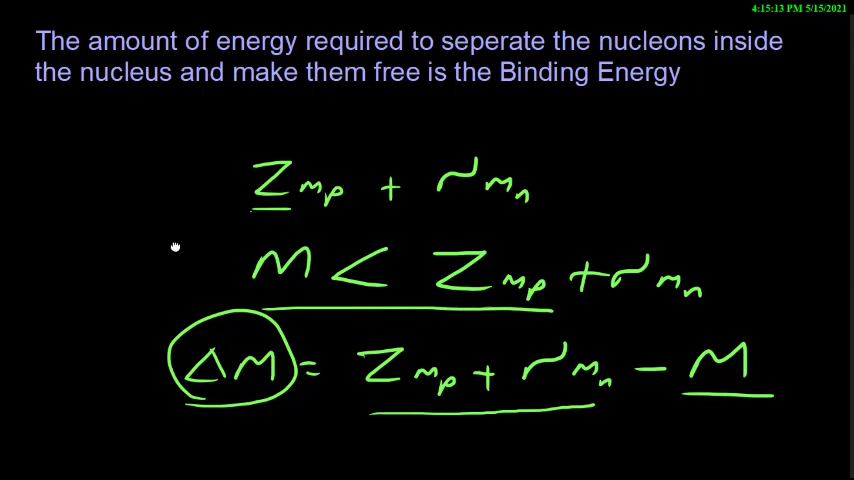 4:15:13 PM 5/15/2021
The amount of energy required to seperate the nucleons inside
the nucleus and make them free is the Binding Energy
Zmp + Nmn
M < Zmp + Nmn
ΔM = Zmp + Nmn - M